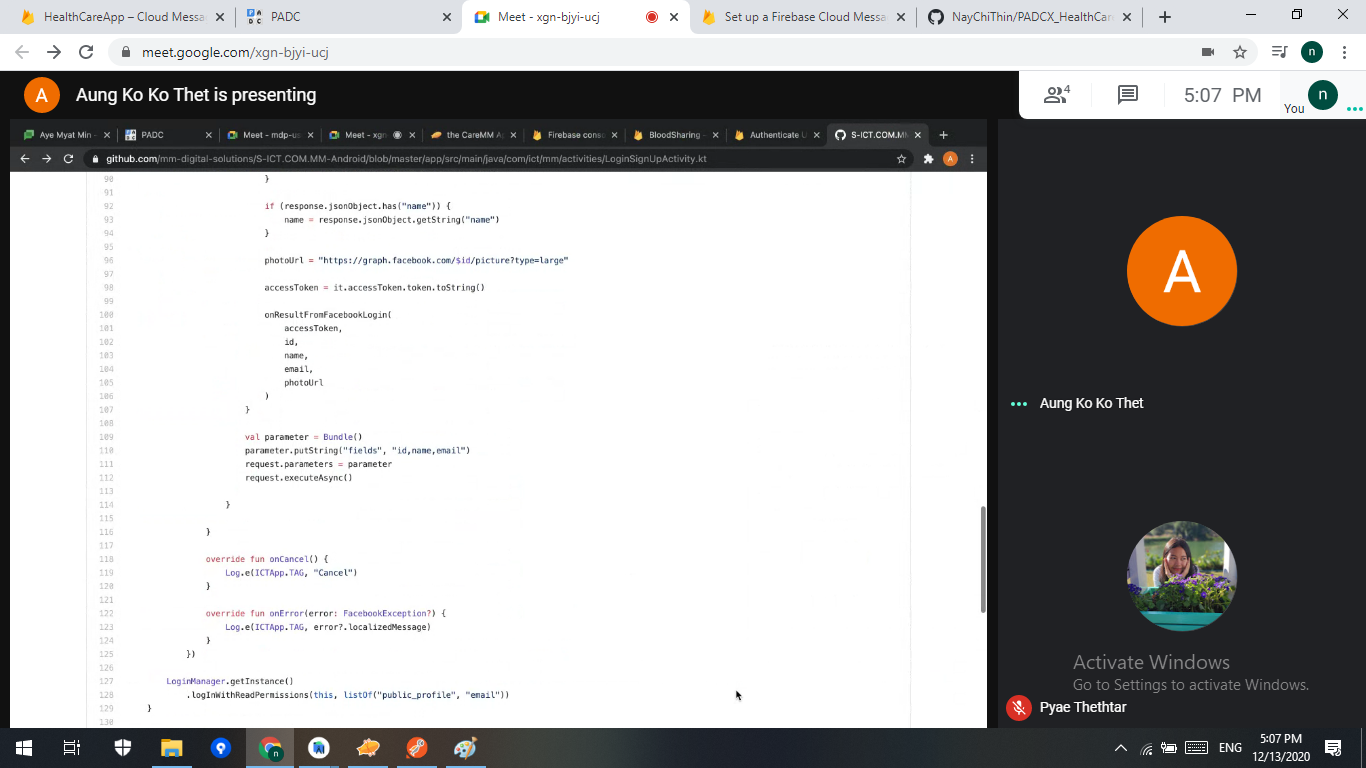 HealthCareApp – Cloud Messa
PADC
Meet - xgn-bjyi-ucj
Set up a Firebase Cloud Messa
NayChiThin/PADCX_HealthCar
meet.google.com/xgn-bjyi-ucj
n
A
Aung Ko Ko Thet is presenting
4
5:07 PM
You
n
Aye Myat Min -
PADC
Meet - mdp-us
Meet - xgn
the CareMM A
Firebase cons
BloodSharing -
Authenticate U
S-ICT.COM.MM
github.com/mm-digital-solutions/S-ICT.COM.MM-Android/blob/master/app/src/main/java/com/ict/mm/activities/LoginSignUpActivity.kt
A
90 }
91
92 if (response.jsonObject.has("name")) {
93 name = response.jsonObject.getString("name")
94 }
95
96 photoUrl = "https://graph.facebook.com/$id/picture?type=large"
97
98 accessToken = it.accessToken.token.toString()
99
100 onResultFromFacebookLogin(
101 accessToken,
102 id,
103 name,
104 email,
105 photoUrl
106 )
107 }
108
109 val parameter = Bundle()
110 parameter.putString("fields", "id,name,email")
111 request.parameters = parameter
112 request.executeAsync()
113
114 }
115
116 }
117
118 override fun onCancel() {
119 Log.e(ICTApp.TAG, "Cancel")
120 }
121
122 override fun onError(error: FacebookException?) {
123 Log.e(ICTApp.TAG, error?.localizedMessage)
124 }
125 })
126
127 LoginManager.getInstance()
128 .logInWithReadPermissions(this, listOf("public_profile", "email"))
129 }
130
A
Aung Ko Ko Thet
Activate Windows
Go to Settings to activate Windows.
Pyae Thethtar
n
ENG
5:07 PM
12/13/2020